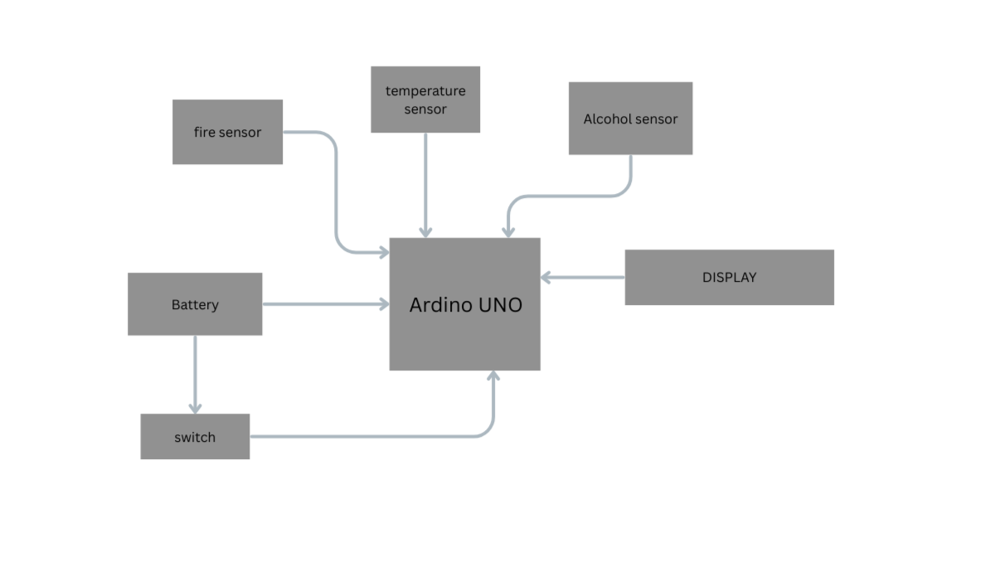 temperature
sensor
Alcohol sensor
fire sensor
DISPLAY
Battery
Ardino UNO
switch